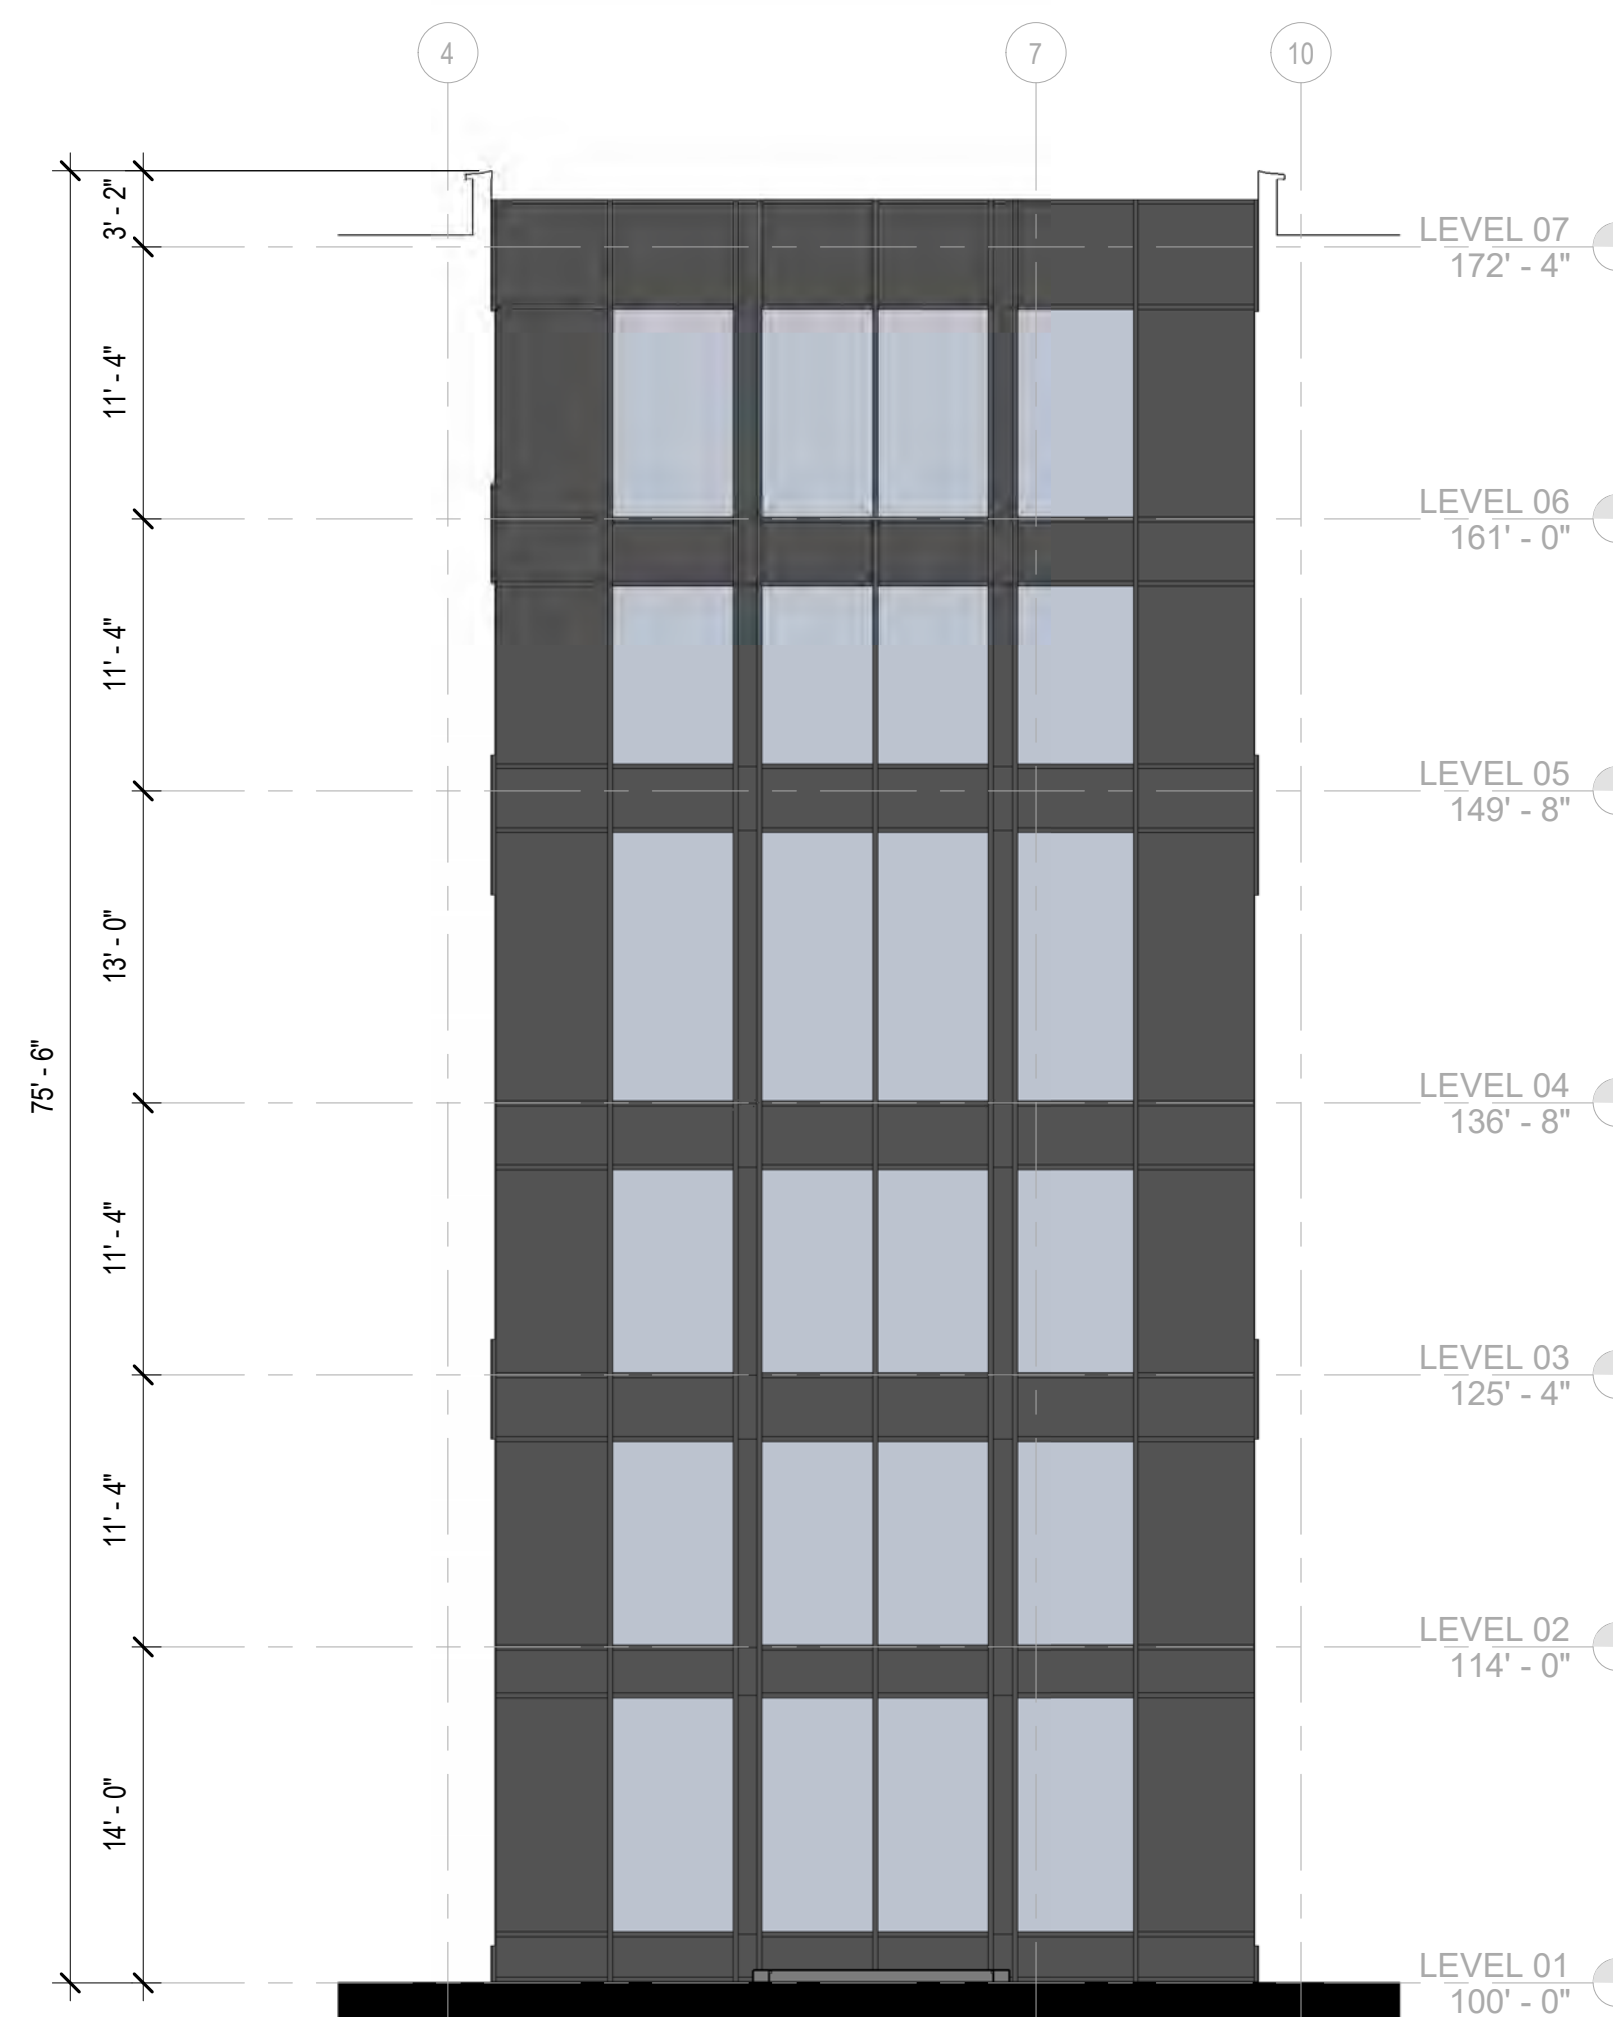 4
7
10
3' - 2"
LEVEL 07
172' - 4"
11' - 4"
LEVEL 06
161' - 0"
11' - 4"
LEVEL 05
149' - 8"
13' - 0"
75' - 6"
LEVEL 04
136' - 8"
11' - 4"
LEVEL 03
125' - 4"
11' - 4"
LEVEL 02
114' - 0"
14' - 0"
LEVEL 01
100' - 0"